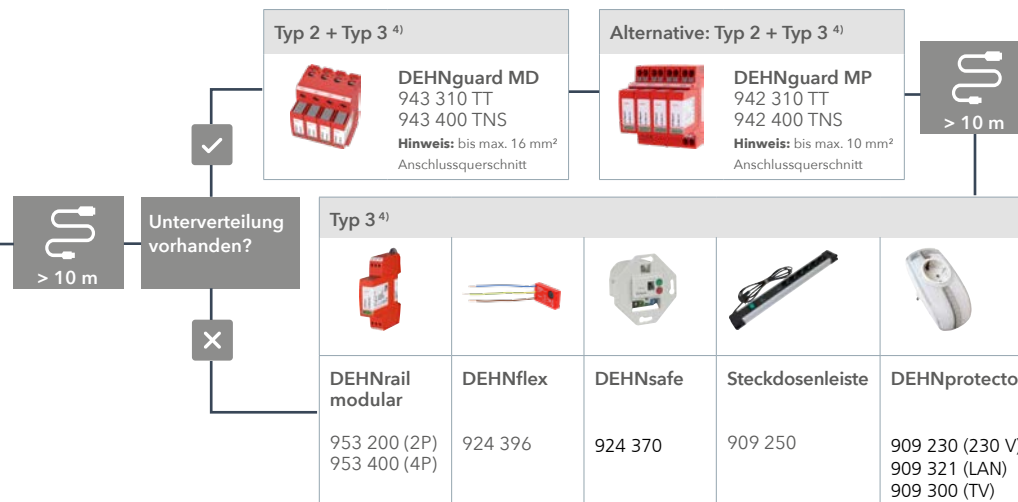 Typ 2 + Typ 3 4)
DEHNguard MD
943 310 TT
943 400 TNS
Hinweis: bis max. 16 mm²
Anschlussquerschnitt
Alternative: Typ 2 + Typ 3 4)
DEHNguard MP
942 310 TT
942 400 TNS
Hinweis: bis max. 10 mm²
Anschlussquerschnitt
> 10 m
> 10 m
Unterverteilung
vorhanden?
Typ 3 4)
DEHNrail
modular
953 200 (2P)
953 400 (4P)
DEHNflex
924 396
DEHNsafe
924 370
Steckdosenleiste
909 250
DEHNprotecto
909 230 (230 V)
909 321 (LAN)
909 300 (TV)